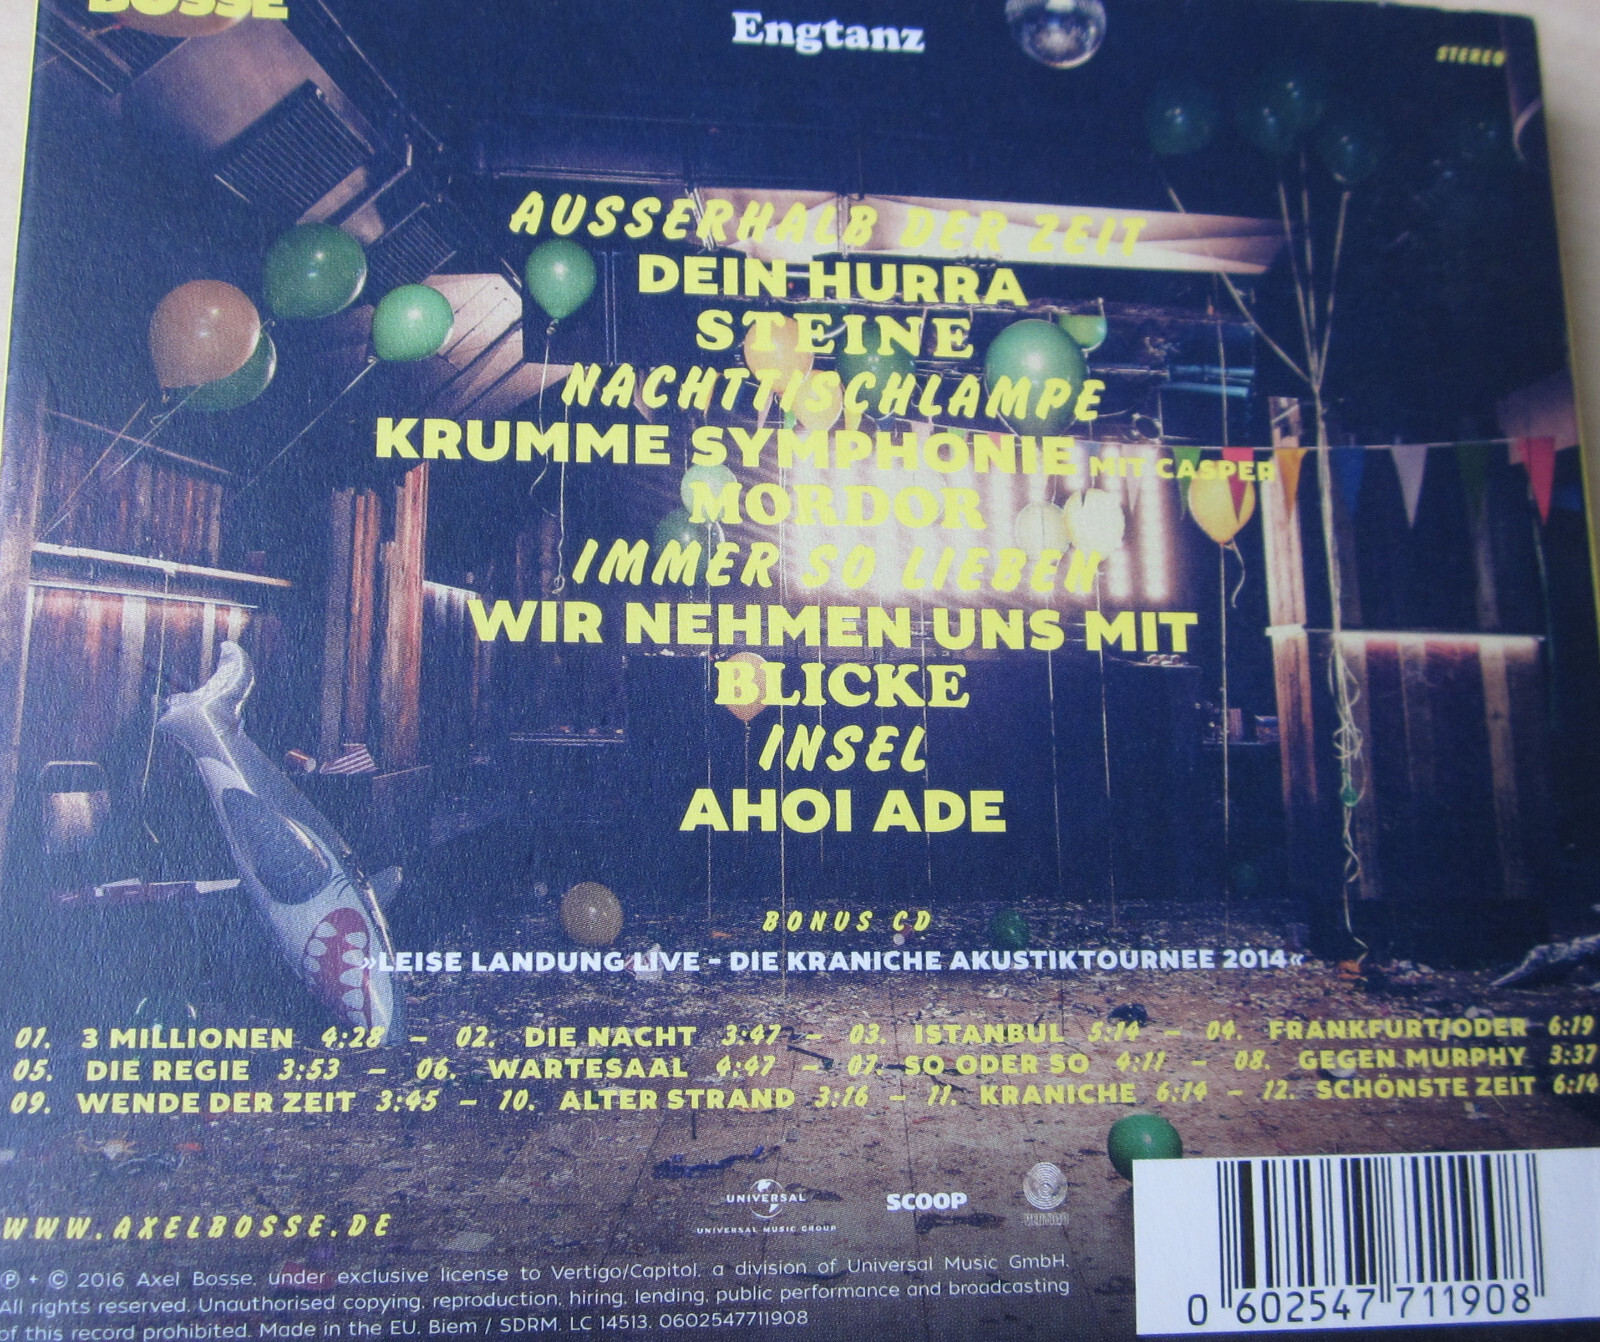 BOSSE
Engtanz
STEREO
AUSSERHALB DER ZEIT
DEIN HURRA
STEINE
NACHTTISCHLAMPE
KRUMME SYMPHONIE MIT CASPER
MORDOR
IMMER SO LIEBEN
WIR NEHMEN UNS MIT
BLICKE
INSEL
AHOI ADE
BONUS CD
»LEISE LANDUNG LIVE - DIE KRANICHE AKUSTIKTOURNEE 2014«
01. 3 MILLIONEN 4:28 – 02. DIE NACHT 3:47 – 03. ISTANBUL 5:14 – 04. FRANKFURT/ODER 6:19
05. DIE REGIE 3:53 – 06. WARTESAAL 4:47 – 07. SO ODER SO 4:11 – 08. GEGEN MURPHY 3:37
09. WENDE DER ZEIT 3:45 – 10. ALTER STRAND 3:16 – 11. KRANICHE 6:14 – 12. SCHÖNSTE ZEIT 6:14
UNIVERSAL
UNIVERSAL MUSIC GROUP
SCOOP
VERTIGO
WWW.AXELBOSSE.DE
℗ + © 2016 Axel Bosse, under exclusive license to Vertigo/Capitol, a division of Universal Music GmbH.
All rights reserved. Unauthorised copying, reproduction, hiring, lending, public performance and broadcasting
of this record prohibited. Made in the EU. Biem / SDRM. LC 14513. 0602547711908
0 602547 711908